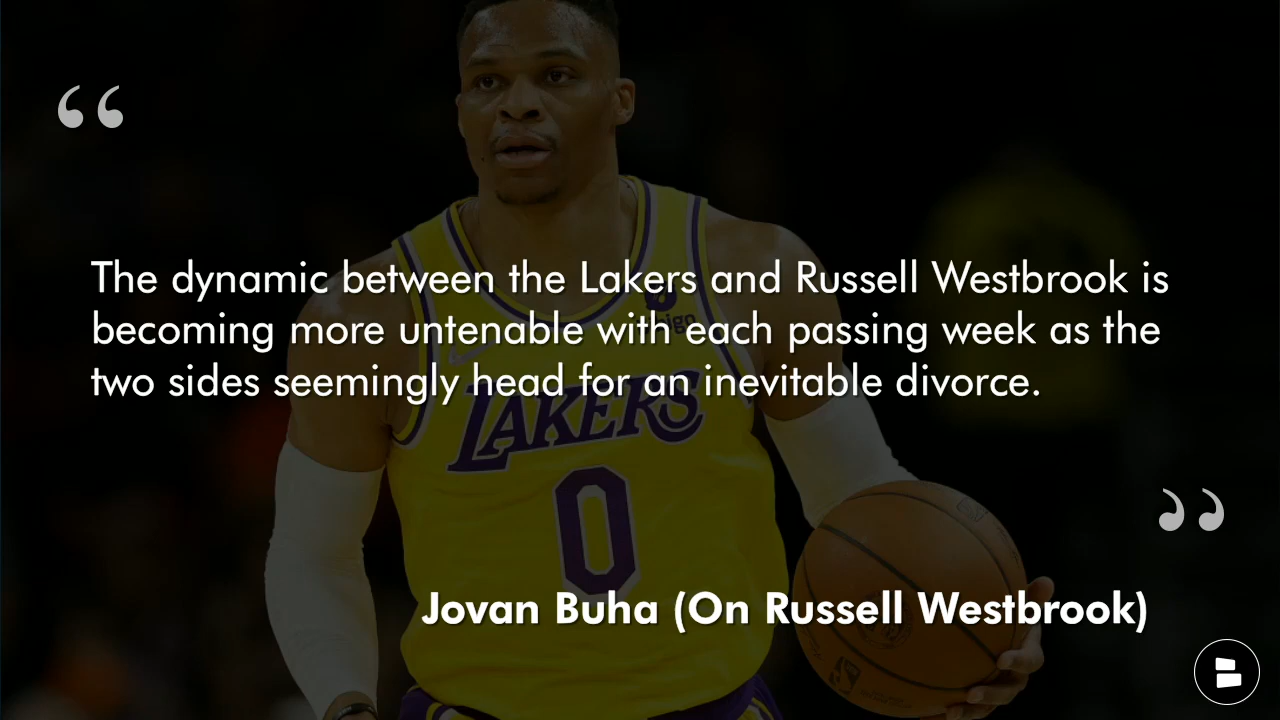 “
The dynamic between the Lakers and Russell Westbrook is
becoming more untenable with each passing week as the
two sides seemingly head for an inevitable divorce.
”
LAKERS
0
Jovan Buha (On Russell Westbrook)